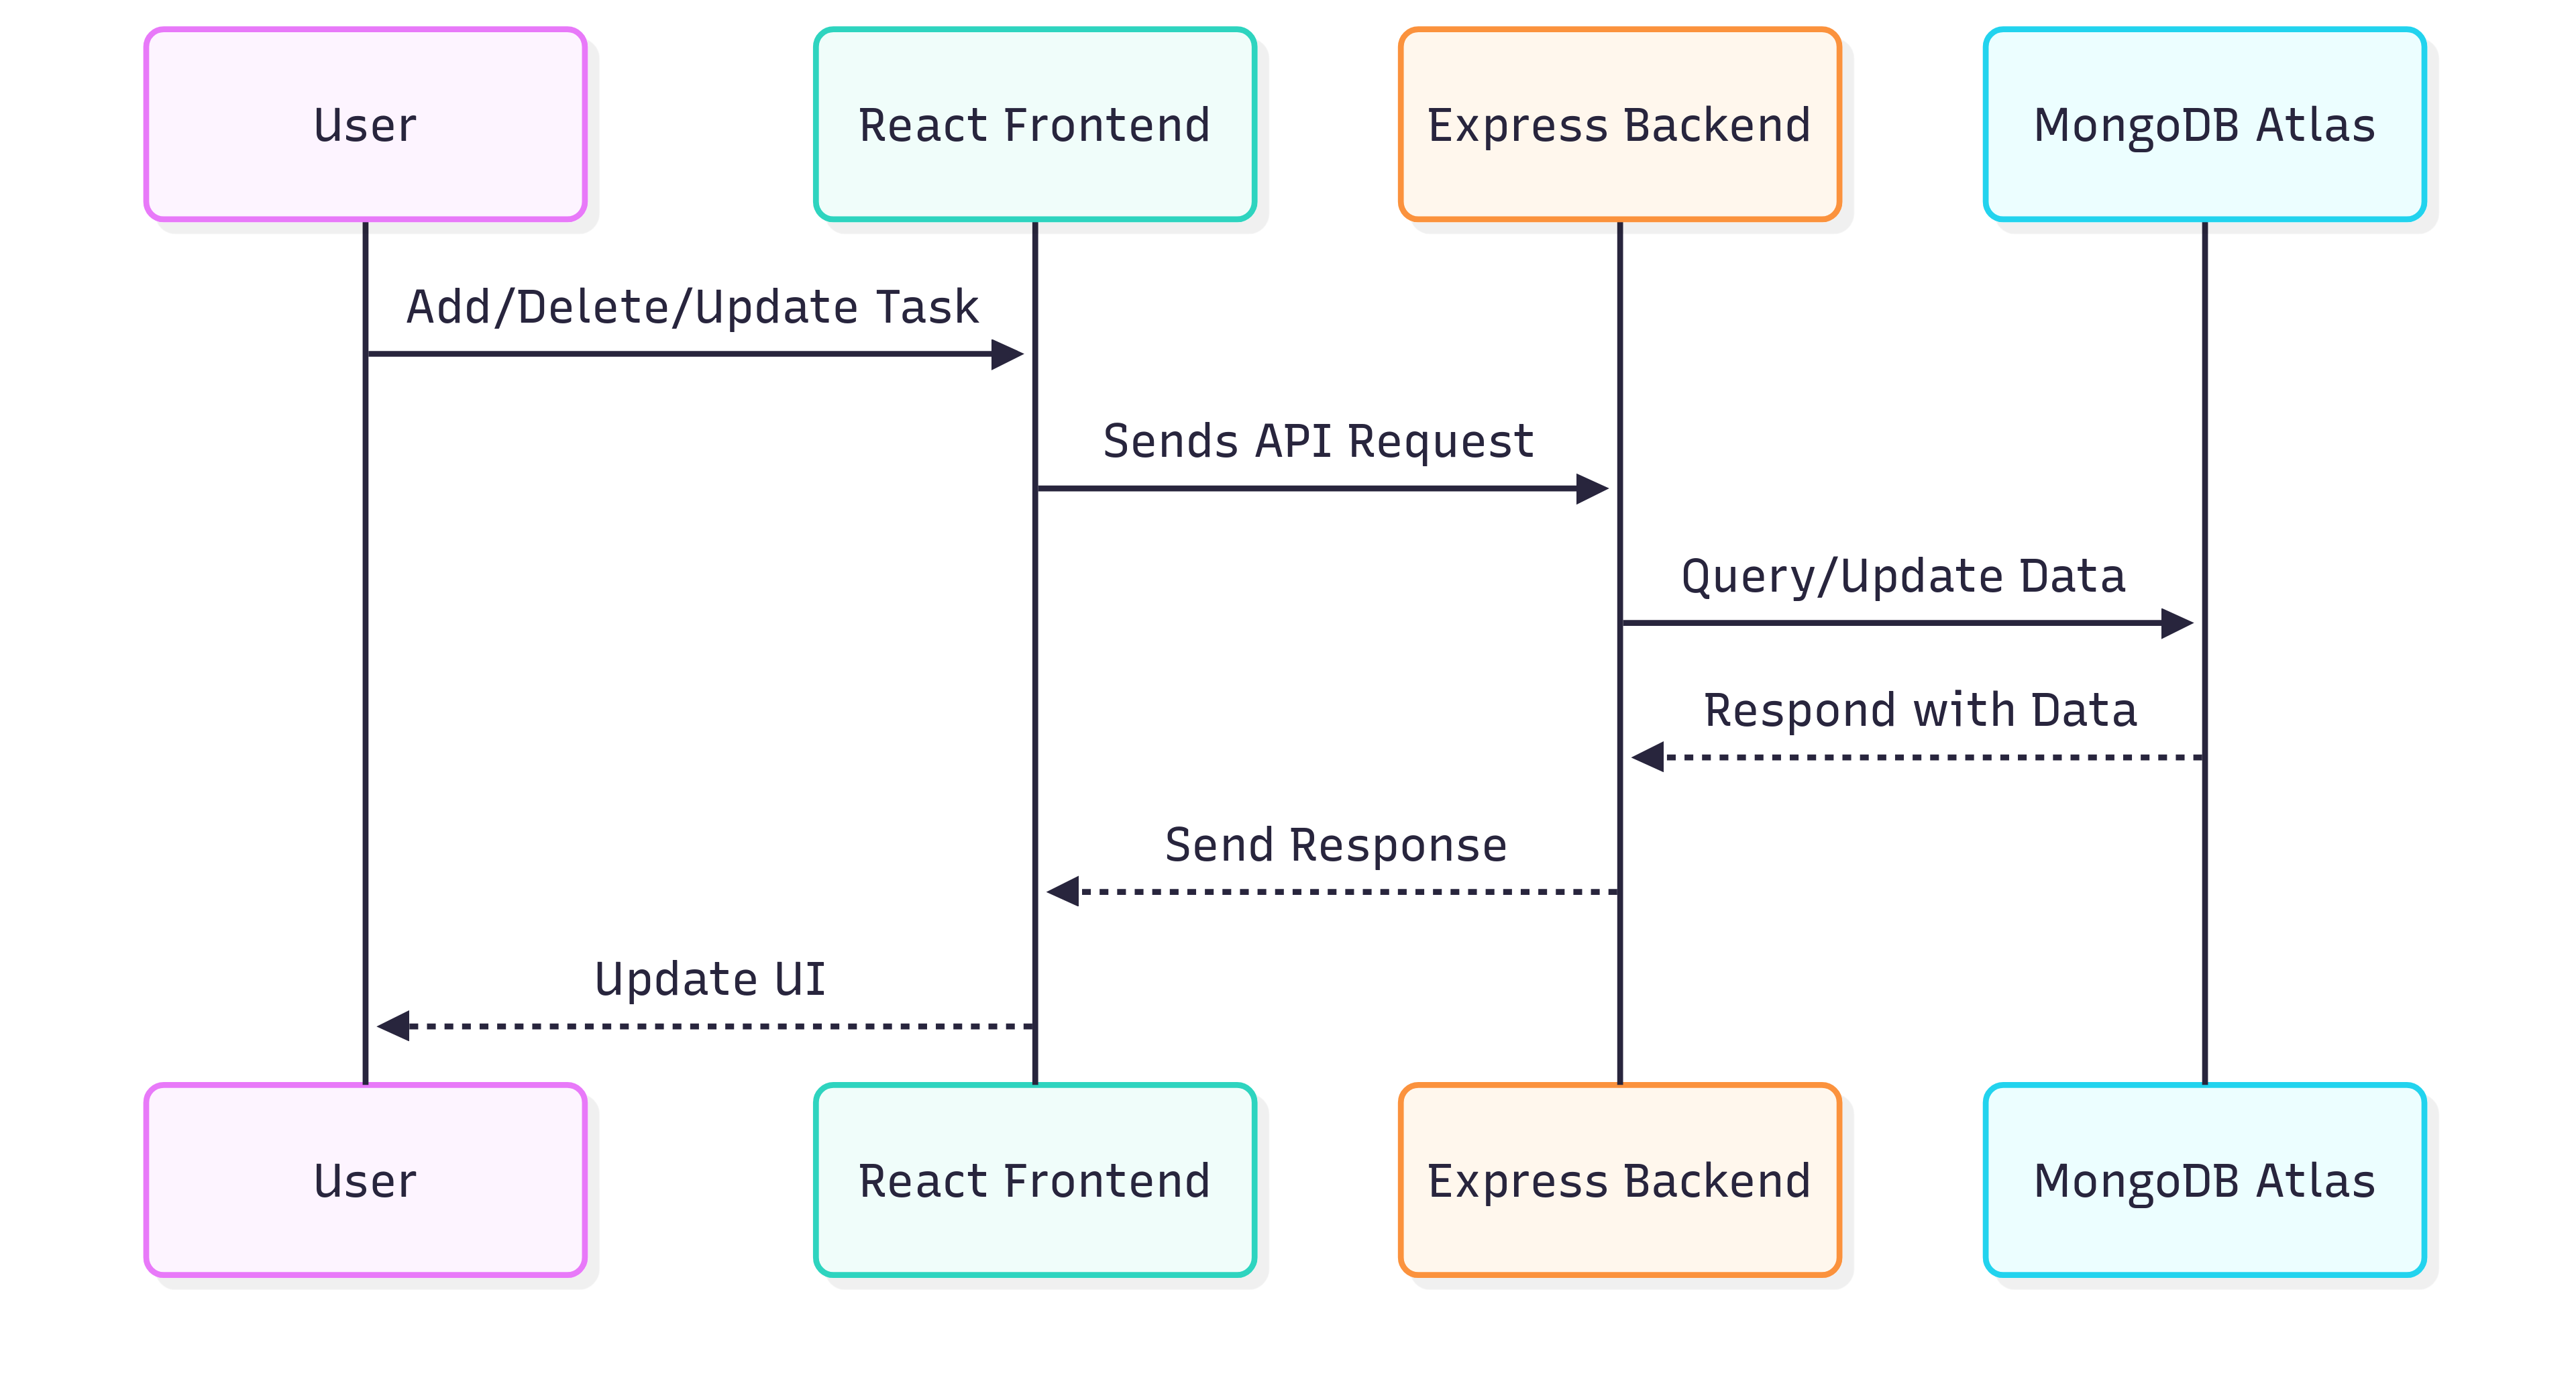 User
React Frontend
Express Backend
MongoDB Atlas
Add/Delete/Update Task
Sends API Request
Query/Update Data
Respond with Data
Send Response
Update UI
User
React Frontend
Express Backend
MongoDB Atlas